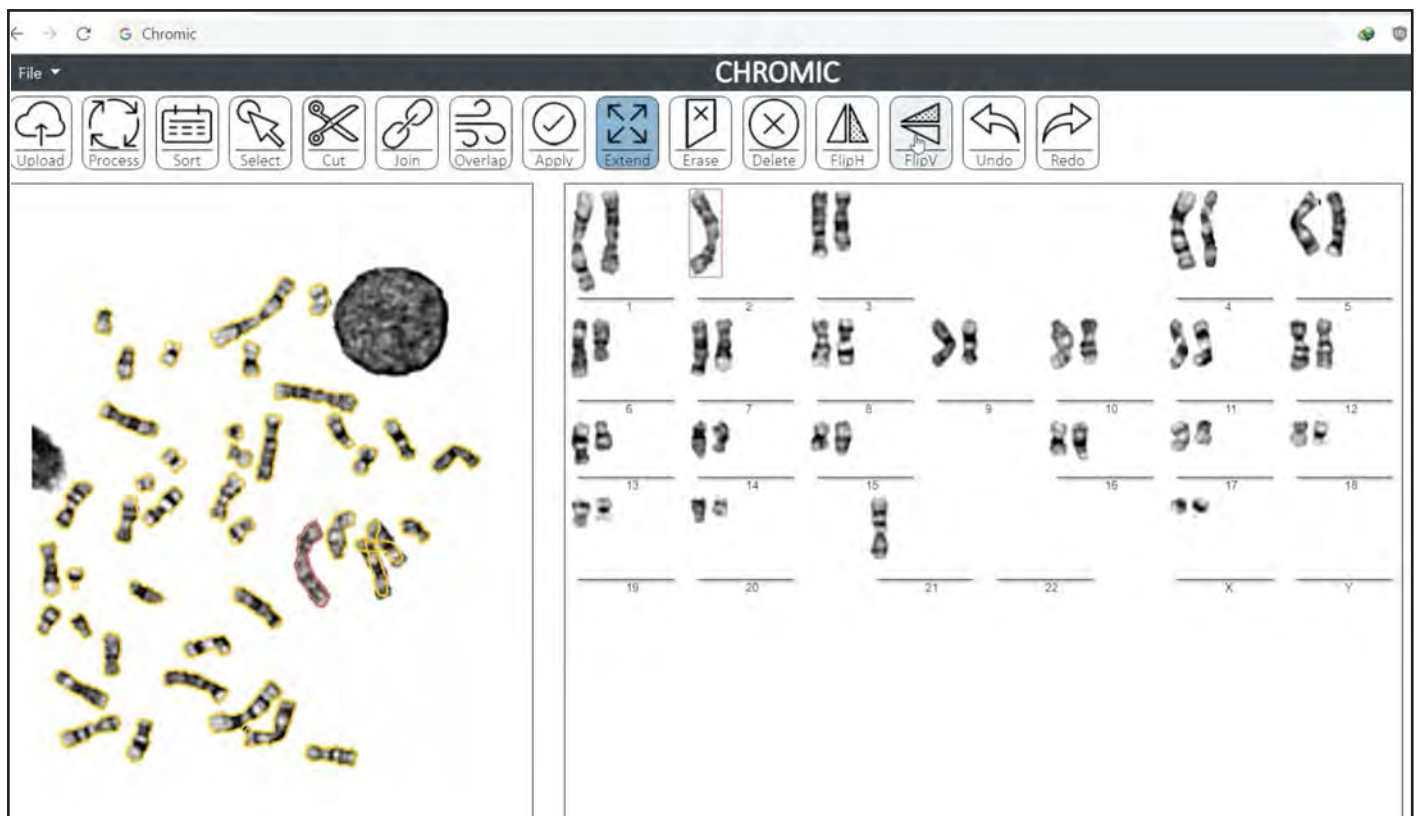 Chromic
File
CHROMIC
Upload Process Sort Select Cut Join Overlap Apply Extend Erase Delete FlipH FlipV Undo Redo
1 2 3 4 5
6 7 8 9 10 11 12
13 14 15 16 17 18
19 20 21 22 X Y